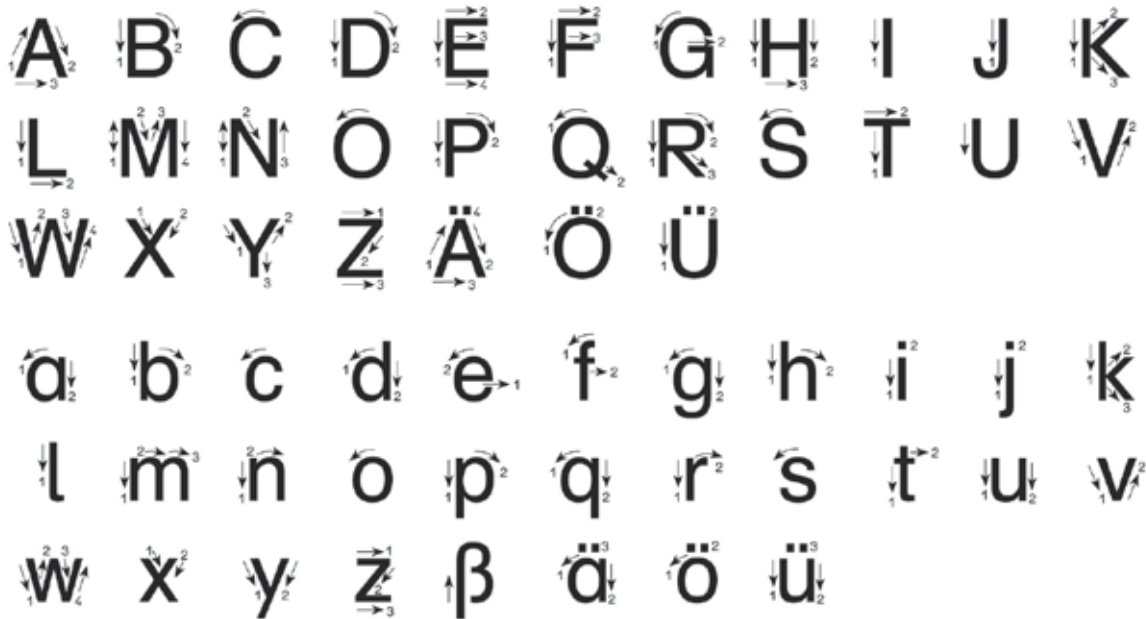 A B C D E F G H I J K
L M N O P Q R S T U V
W X Y Z Ä Ö Ü
a b c d e f g h i j k
l m n o p q r s t u v
w x y z ß ä ö ü